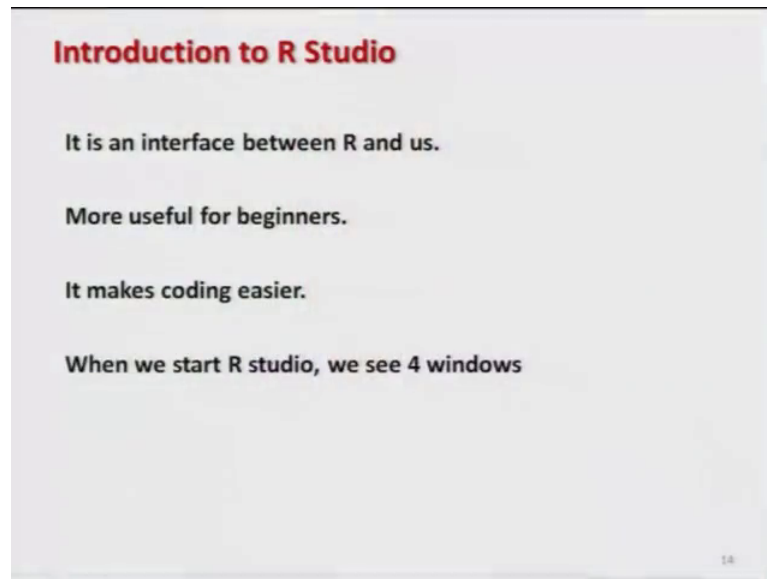 Introduction to R Studio
It is an interface between R and us.
More useful for beginners.
It makes coding easier.
When we start R studio, we see 4 windows
14